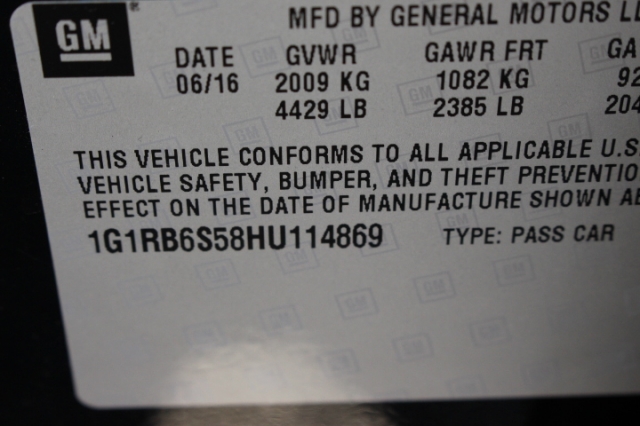 GM ®
MFD BY GENERAL MOTORS
DATE GVWR GAWR FRT
06/16 2009 KG 1082 KG
4429 LB 2385 LB
THIS VEHICLE CONFORMS TO ALL APPLICABLE U.S
VEHICLE SAFETY, BUMPER, AND THEFT
EFFECT ON THE DATE OF MANUFACTURE SHOWN
1G1RB6S58HU114869 TYPE: PASS CAR